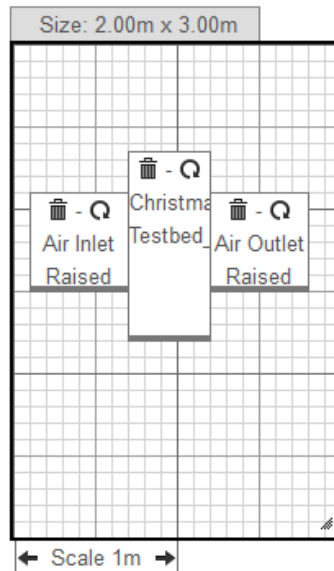 Size: 2.00m x 3.00m
-
Christma
Testbed_
-
Air Inlet
Raised
-
Air Outlet
Raised
Scale 1m